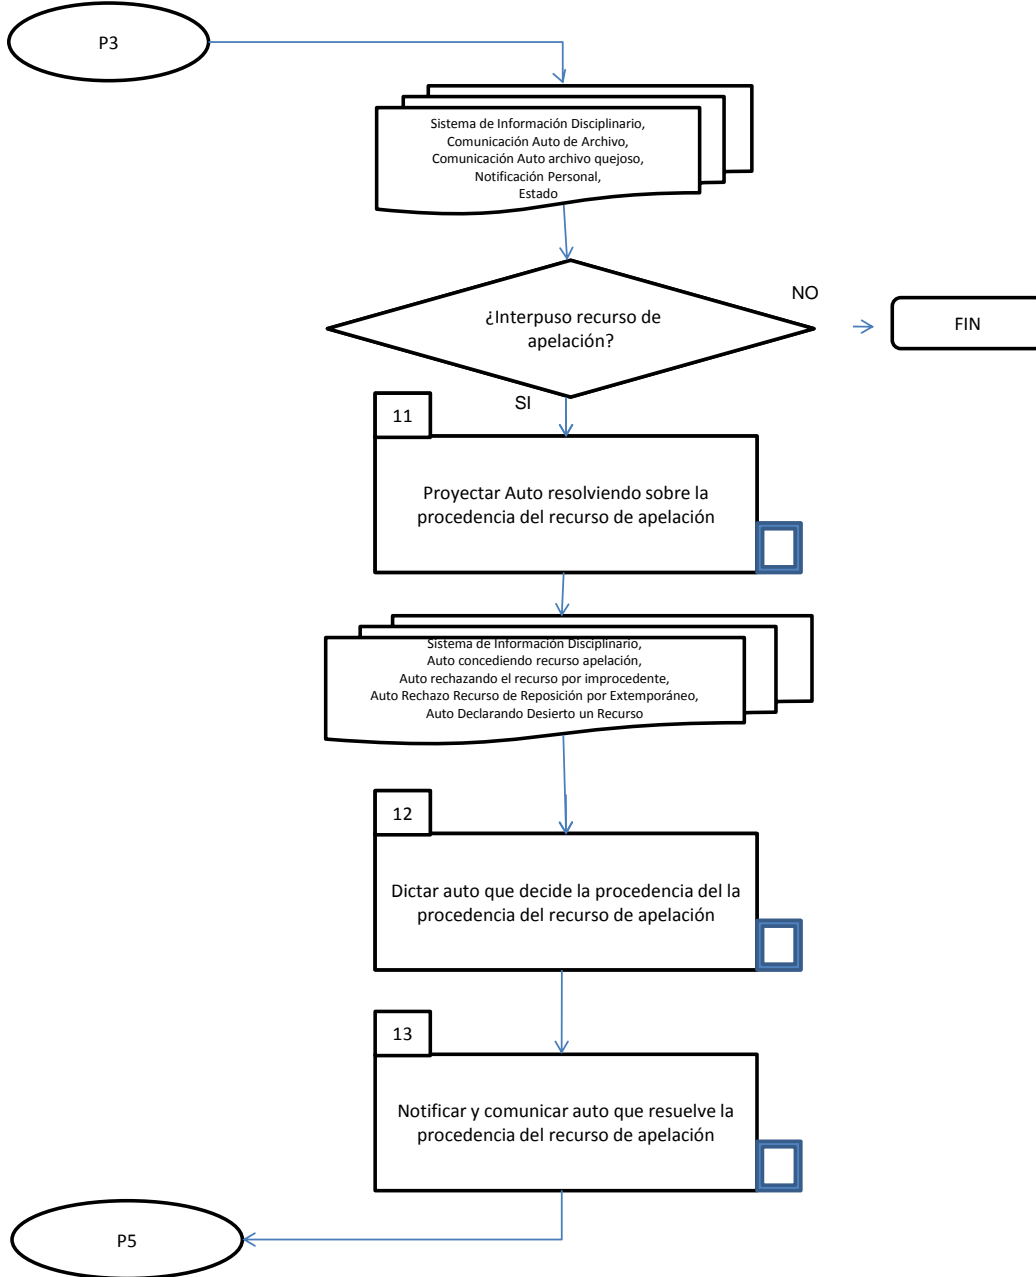 P3
Sistema de Información Disciplinario,
Comunicación Auto de Archivo,
Comunicación Auto archivo quejoso,
Notificación Personal,
Estado
¿Interpuso recurso de
apelación?
NO
FIN
SI
11
Proyectar Auto resolviendo sobre la
procedencia del recurso de apelación
Sistema de Información Disciplinario,
Auto concediendo recurso apelación,
Auto rechazando el recurso por improcedente,
Auto Rechazo Recurso de Reposición por Extemporáneo,
Auto Declarando Desierto un Recurso
12
Dictar auto que decide la procedencia del la
procedencia del recurso de apelación
13
Notificar y comunicar auto que resuelve la
procedencia del recurso de apelación
P5